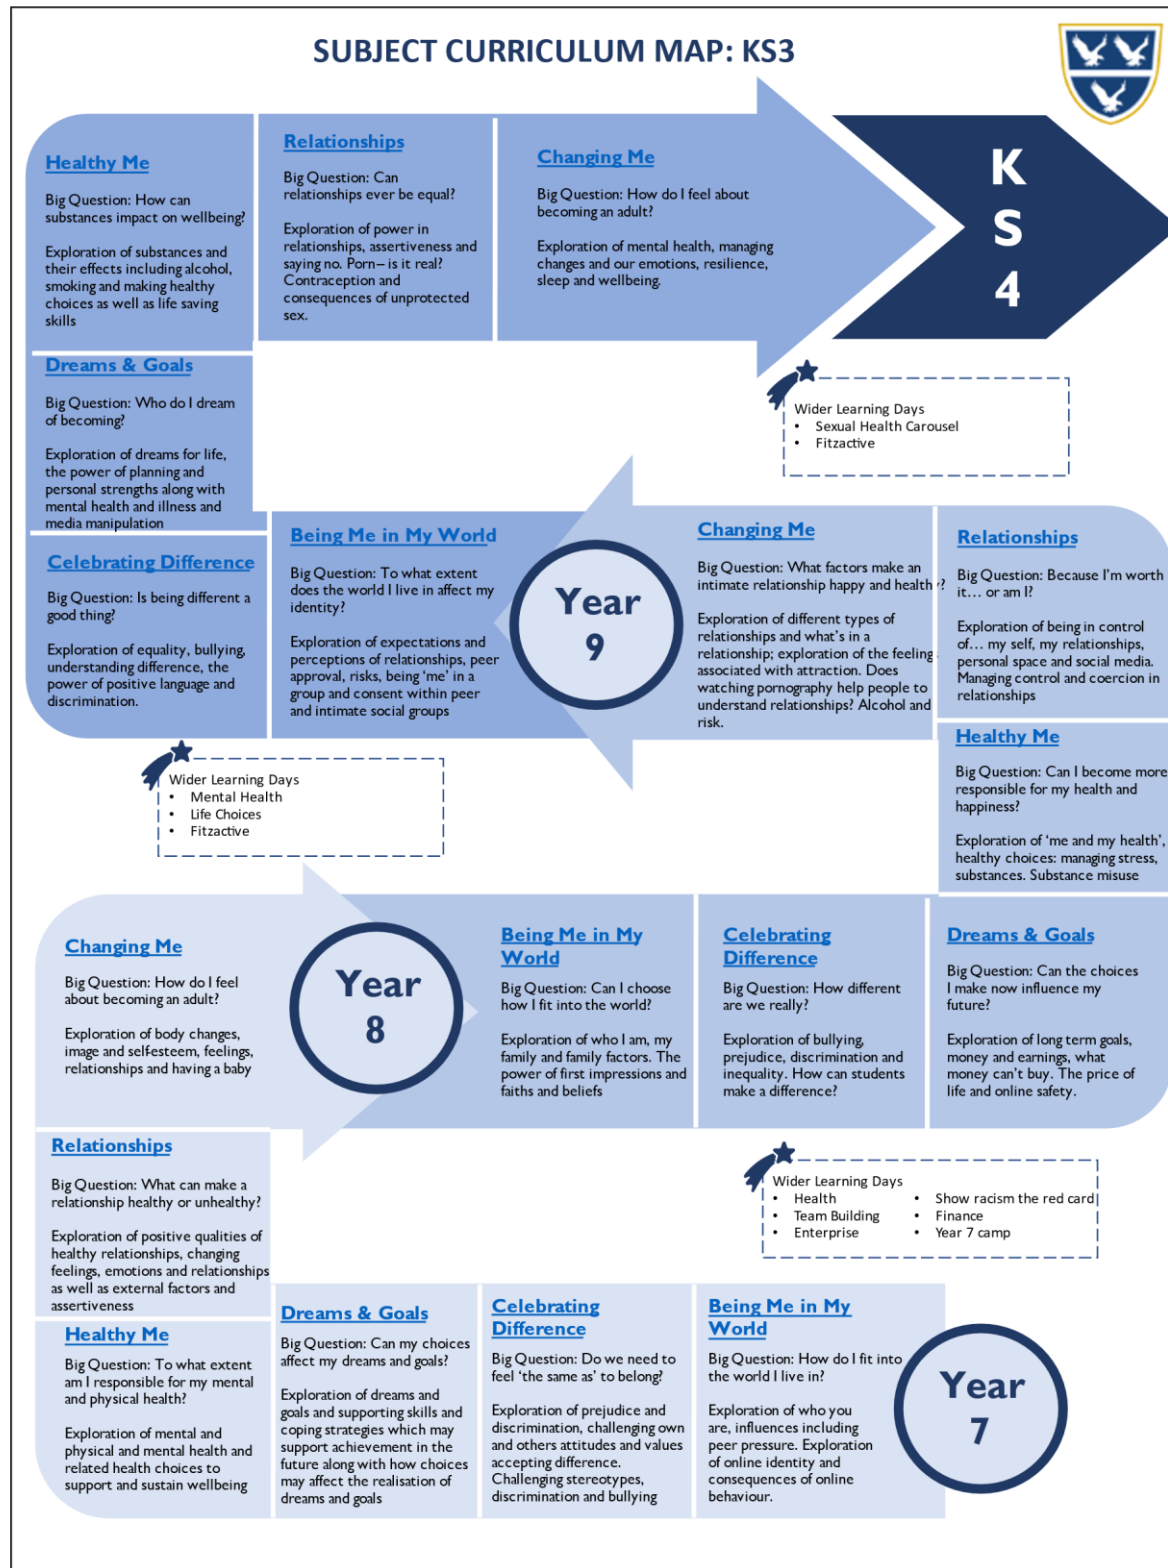 SUBJECT CURRICULUM MAP: KS3
Healthy Me
Big Question: How can
substances impact on wellbeing?
Exploration of substances and
their effects including alcohol,
smoking and making healthy
choices as well as life saving
skills
Relationships
Big Question: Can
relationships ever be equal?
Exploration of power in
relationships, assertiveness and
saying no. Porn– is it real?
Contraception and
consequences of unprotected
sex.
Changing Me
Big Question: How do I feel about
becoming an adult?
Exploration of mental health, managing
changes and our emotions, resilience,
sleep and wellbeing.
K
S
4
Dreams & Goals
Big Question: Who do I dream
of becoming?
Exploration of dreams for life,
the power of planning and
personal strengths along with
mental health and illness and
media manipulation
Wider Learning Days
• Sexual Health Carousel
• Fitzactive
Celebrating Difference
Big Question: Is being different a
good thing?
Exploration of equality, bullying,
understanding difference, the
power of positive language and
discrimination.
Being Me in My World
Big Question: To what extent
does the world I live in affect my
identity?
Exploration of expectations and
perceptions of relationships, peer
approval, risks, being ‘me’ in a
group and consent within peer
and intimate social groups
Year
9
Changing Me
Big Question: What factors make an
intimate relationship happy and healthy?
Exploration of different types of
relationships and what’s in a
relationship; exploration of the feeling
associated with attraction. Does
watching pornography help people to
understand relationships? Alcohol and
risk.
Relationships
Big Question: Because I’m worth
it… or am I?
Exploration of being in control
of… my self, my relationships,
personal space and social media.
Managing control and coercion in
relationships
Healthy Me
Big Question: Can I become more
responsible for my health and
happiness?
Exploration of ‘me and my health’,
healthy choices: managing stress,
substances. Substance misuse
Wider Learning Days
• Mental Health
• Life Choices
• Fitzactive
Changing Me
Big Question: How do I feel
about becoming an adult?
Exploration of body changes,
image and self-esteem, feelings,
relationships and having a baby
Year
8
Being Me in My
World
Big Question: Can I choose
how I fit into the world?
Exploration of who I am, my
family and family factors. The
power of first impressions and
faiths and beliefs
Celebrating
Difference
Big Question: How different
are we really?
Exploration of bullying,
prejudice, discrimination and
inequality. How can students
make a difference?
Dreams & Goals
Big Question: Can the choices
I make now influence my
future?
Exploration of long term goals,
money and earnings, what
money can’t buy. The price of
life and online safety.
Relationships
Big Question: What can make a
relationship healthy or unhealthy?
Exploration of positive qualities of
healthy relationships, changing
feelings, emotions and relationships
as well as external factors and
assertiveness
Wider Learning Days
• Health
• Team Building
• Enterprise
• Show racism the red card
• Finance
• Year 7 camp
Healthy Me
Big Question: To what extent
am I responsible for my mental
and physical health?
Exploration of mental and
physical and mental health and
related health choices to
support and sustain wellbeing
Dreams & Goals
Big Question: Can my choices
affect my dreams and goals?
Exploration of dreams and
goals and supporting skills and
coping strategies which may
support achievement in the
future along with how choices
may affect the realisation of
dreams and goals
Celebrating
Difference
Big Question: Do we need to
feel ‘the same as’ to belong?
Exploration of prejudice and
discrimination, challenging own
and others attitudes and values
accepting difference.
Challenging stereotypes,
discrimination and bullying
Being Me in My
World
Big Question: How do I fit into
the world I live in?
Exploration of who you
are, influences including
peer pressure. Exploration
of online identity and
consequences of online
behaviour.
Year
7